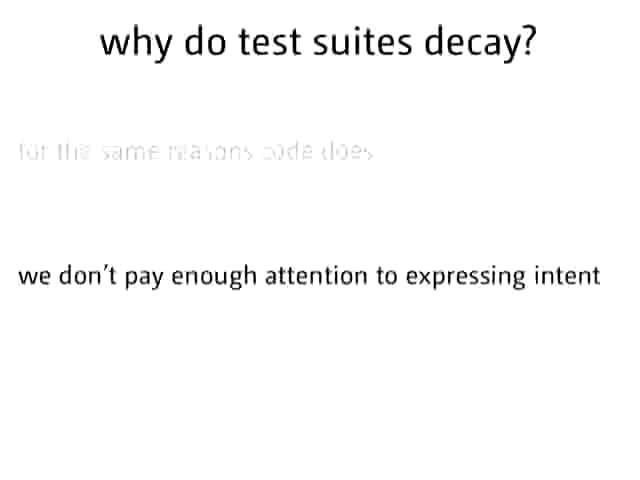 why do test suites decay?
for the same reasons code does
we don't pay enough attention to expressing intent